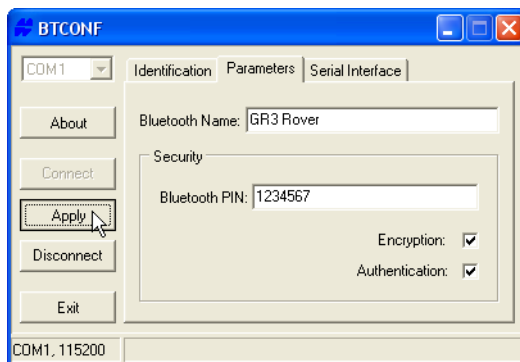 BTCONF
COM1
Identification Parameters Serial Interface
About
Bluetooth Name: GR3 Rover
Security
Connect
Bluetooth PIN: 1234567
Apply
Encryption:
Disconnect
Authentication:
Exit
COM1, 115200